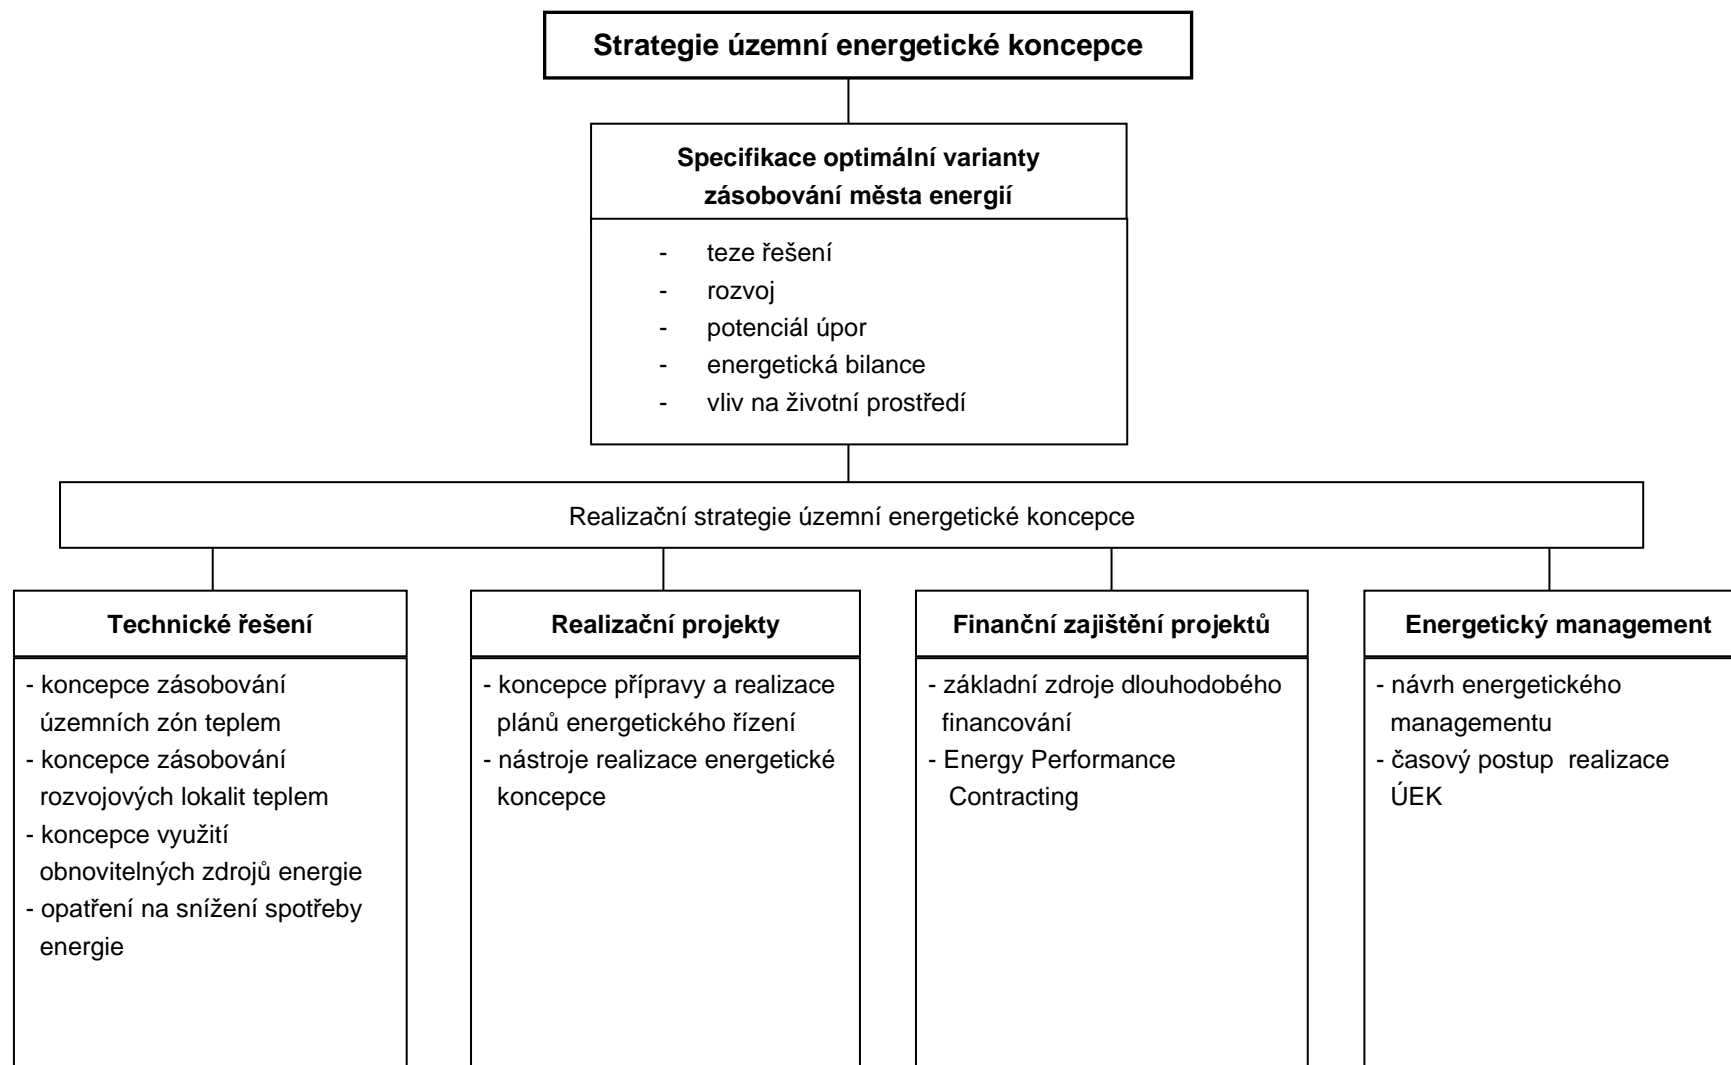 Strategie územní energetické koncepce
Specifikace optimální varianty
zásobování města energií
- teze řešení
- rozvoj
- potenciál úpor
- energetická bilance
- vliv na životní prostředí
Realizační strategie územní energetické koncepce
Technické řešení
- koncepce zásobování
územních zón teplem
- koncepce zásobování
rozvojových lokalit teplem
- koncepce využití
obnovitelných zdrojů energie
- opatření na snížení spotřeby
energie
Realizační projekty
- koncepce přípravy a realizace
plánů energetického řízení
- nástroje realizace energetické
koncepce
Finanční zajištění projektů
- základní zdroje dlouhodobého
financování
- Energy Performance
Contracting
Energetický management
- návrh energetického
managementu
- časový postup  realizace
ÚEK